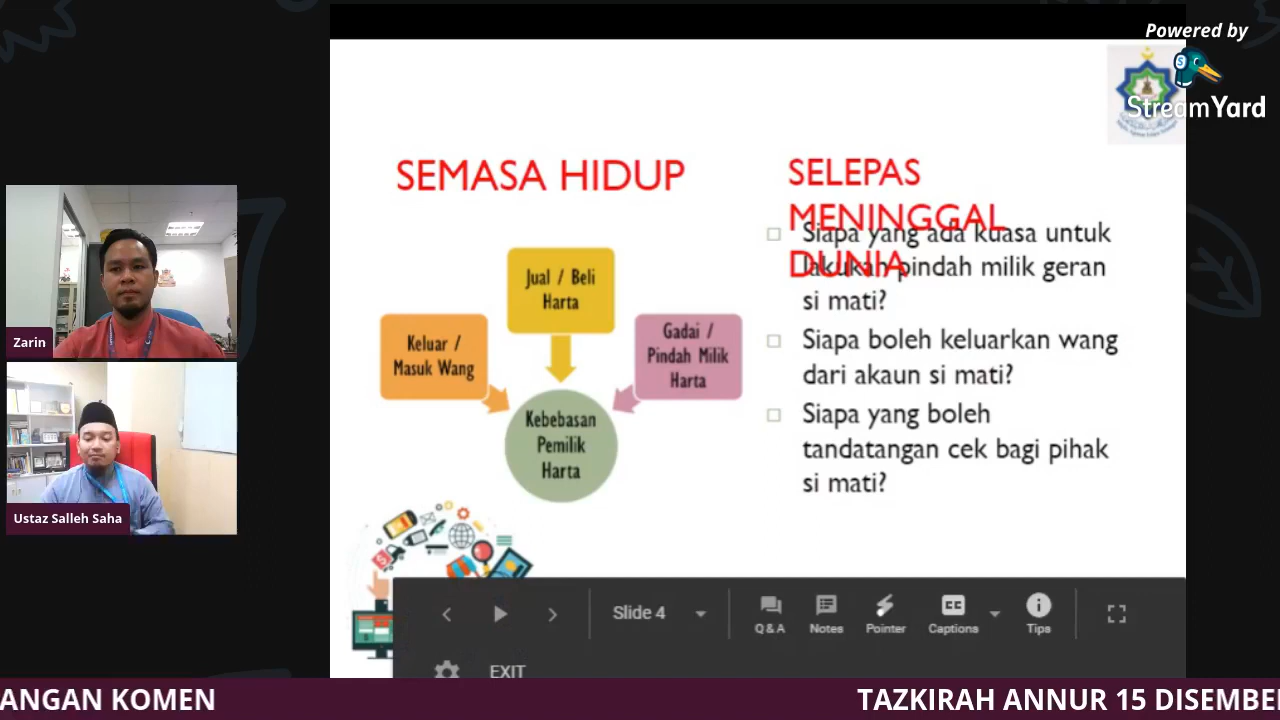 Powered by
StreamYard
SEMASA HIDUP
Jual / Beli
Harta
Keluar /
Masuk Wang
Gadai /
Pindah Milik
Harta
Kebebasan
Pemilik
Harta
SELEPAS
MENINGGAL
DUNIA
Siapa yang ada kuasa untuk
lakukan pindah milik geran
si mati?
Siapa boleh keluarkan wang
dari akaun si mati?
Siapa yang boleh
tandatangan cek bagi pihak
si mati?
Zarin
Ustaz Salleh Saha
Slide 4
Q & A
Notes
Pointer
Captions
Tips
EXIT
ANGAN KOMEN
TAZKIRAH ANNUR 15 DISEMBE